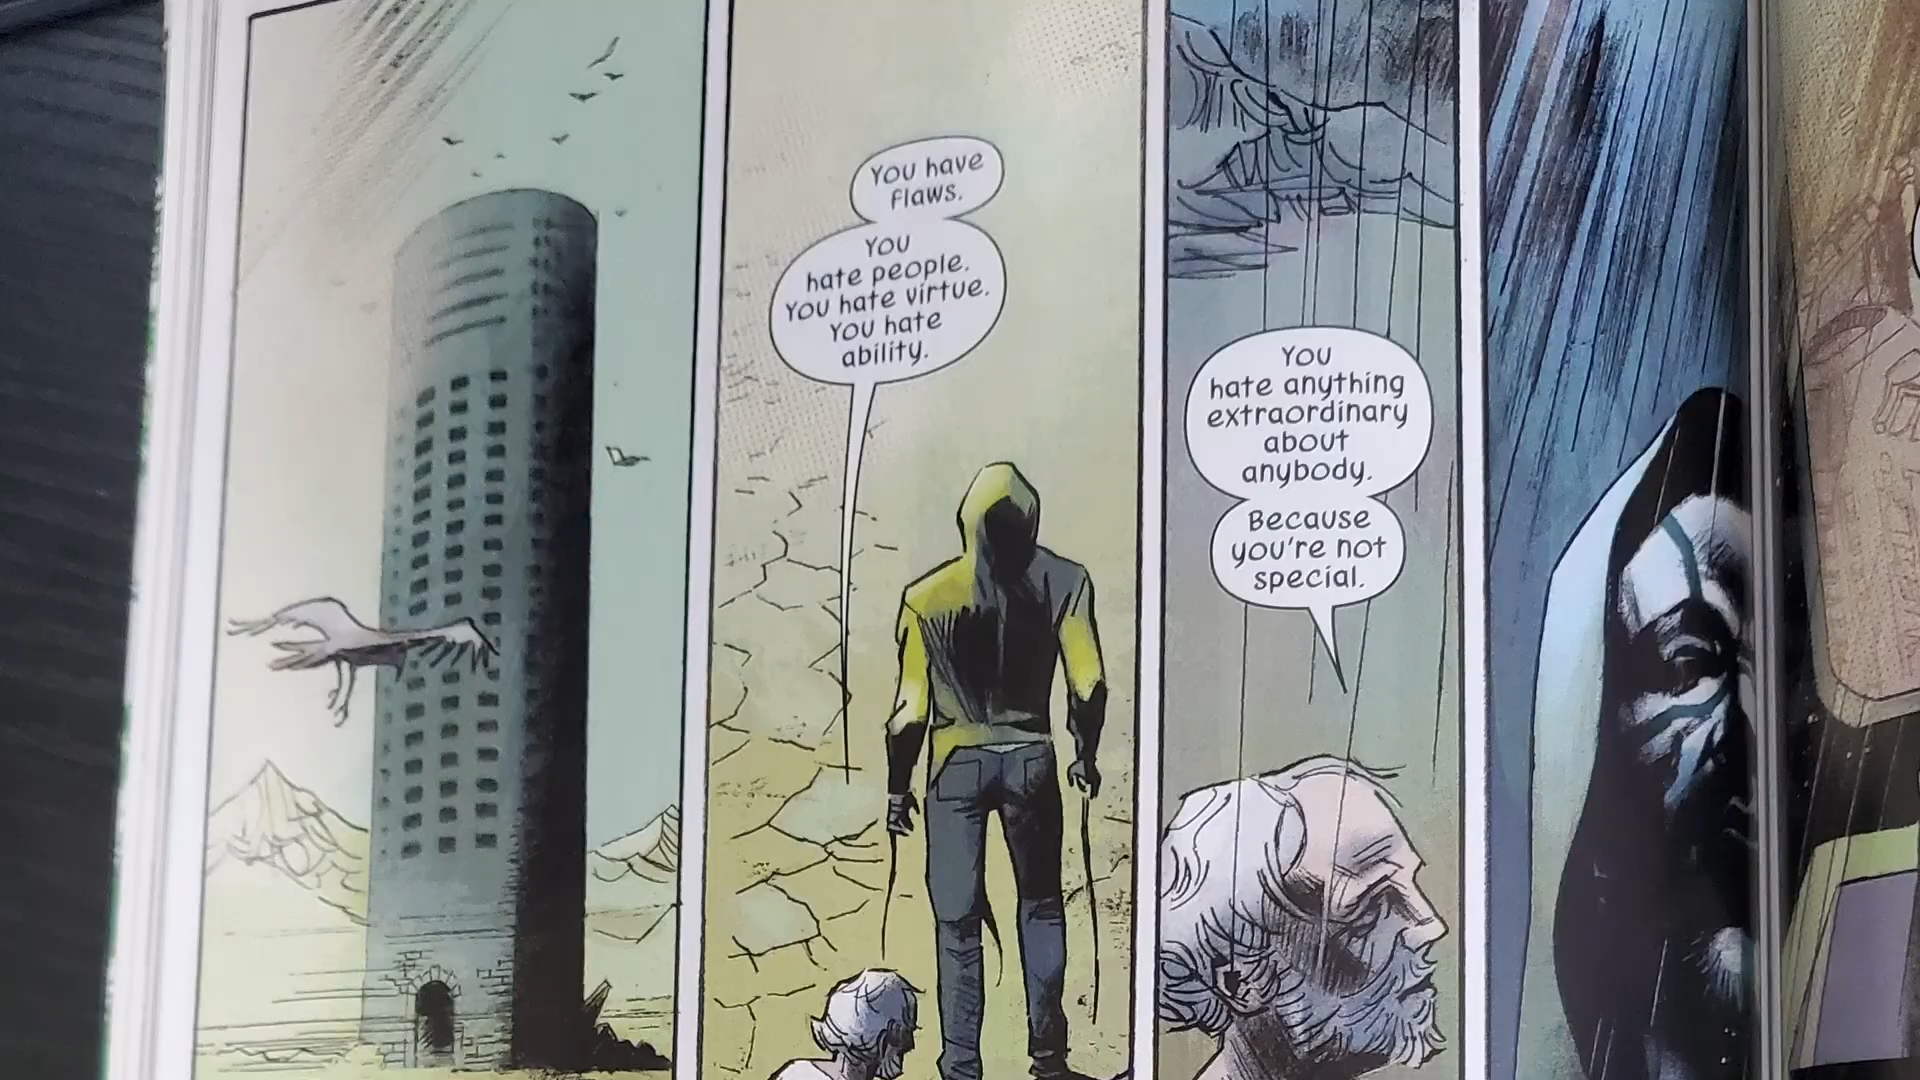 You have
flaws.
You
hate people.
You hate virtue.
You hate
ability.
You
hate anything
extraordinary
about
anybody.
Because
you're not
special.